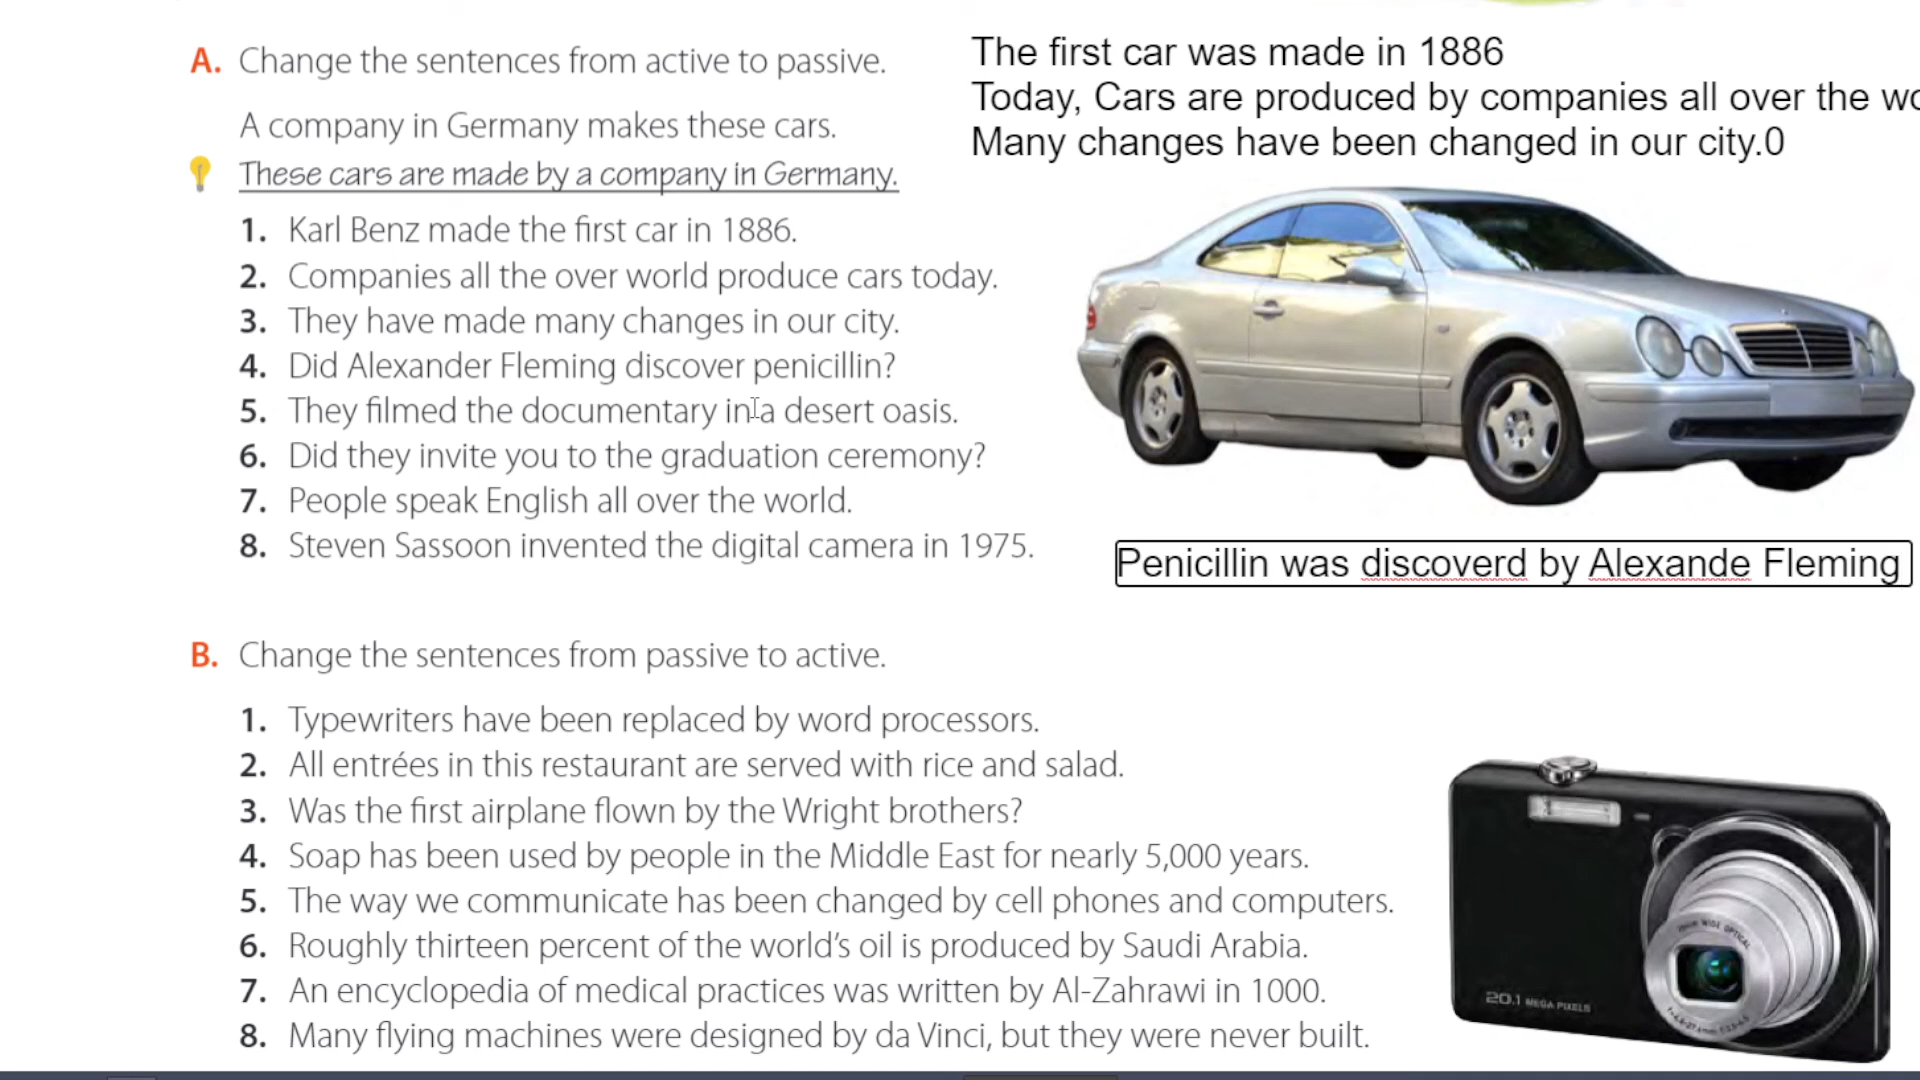 A. Change the sentences from active to passive.
A company in Germany makes these cars.
These cars are made by a company in Germany.
1. Karl Benz made the first car in 1886.
2. Companies all the over world produce cars today.
3. They have made many changes in our city.
4. Did Alexander Fleming discover penicillin?
5. They filmed the documentary in a desert oasis.
6. Did they invite you to the graduation ceremony?
7. People speak English all over the world.
8. Steven Sassoon invented the digital camera in 1975.
The first car was made in 1886
Today, Cars are produced by companies all over the
Many changes have been changed in our city.0
Penicillin was discoverd by Alexande Fleming
B. Change the sentences from passive to active.
1. Typewriters have been replaced by word processors.
2. All entrées in this restaurant are served with rice and salad.
3. Was the first airplane flown by the Wright brothers?
4. Soap has been used by people in the Middle East for nearly 5,000 years.
5. The way we communicate has been changed by cell phones and computers.
6. Roughly thirteen percent of the world's oil is produced by Saudi Arabia.
7. An encyclopedia of medical practices was written by Al-Zahrawi in 1000.
8. Many flying machines were designed by da Vinci, but they were never built.
20.1 MEGA PIXELS